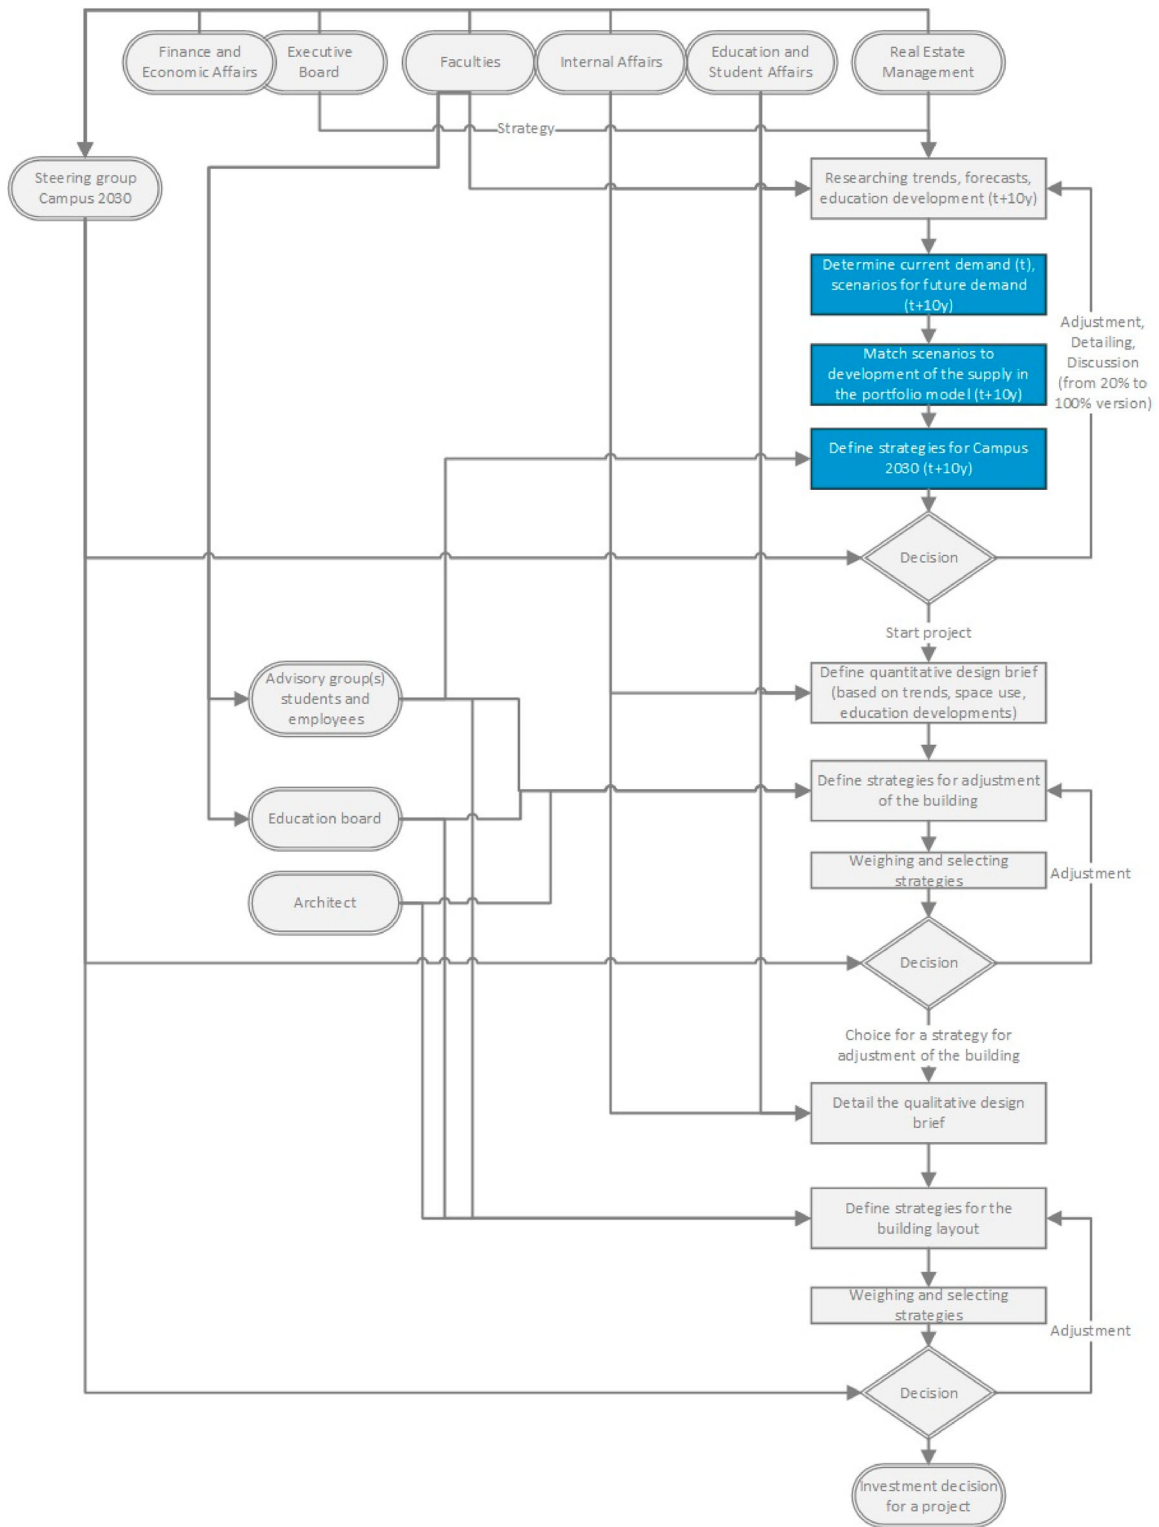 Finance and
Economic Affairs
Executive
Board
Faculties
Internal Affairs
Education and
Student Affairs
Real Estate
Management
Strategy
Steering group
Campus 2030
Researching trends, forecasts,
education development (t+10y)
Determine current demand (t),
scenarios for future demand
(t+10y)
Match scenarios to
development of the supply in
the portfolio model (t+10y)
Adjustment,
Detailing,
Discussion
(from 20% to
100% version)
Define strategies for Campus
2030 (t+10y)
Decision
Start project
Advisory group(s)
students and
employees
Define quantitative design brief
(based on trends, space use,
education developments)
Education board
Define strategies for adjustment
of the building
Architect
Weighing and selecting
strategies
Adjustment
Decision
Choice for a strategy for
adjustment of the building
Detail the qualitative design
brief
Define strategies for the
building layout
Weighing and selecting
strategies
Adjustment
Decision
Investment decision
for a project